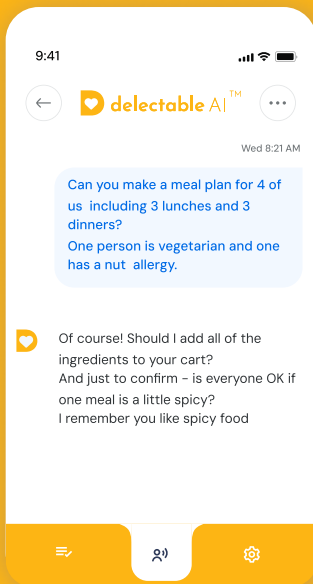 9:41
delectable AI™
Wed 8:21 AM
Can you make a meal plan for 4 of
us including 3 lunches and 3
dinners?
One person is vegetarian and one
has a nut allergy.
Of course! Should I add all of the
ingredients to your cart?
And just to confirm - is everyone OK if
one meal is a little spicy?
I remember you like spicy food